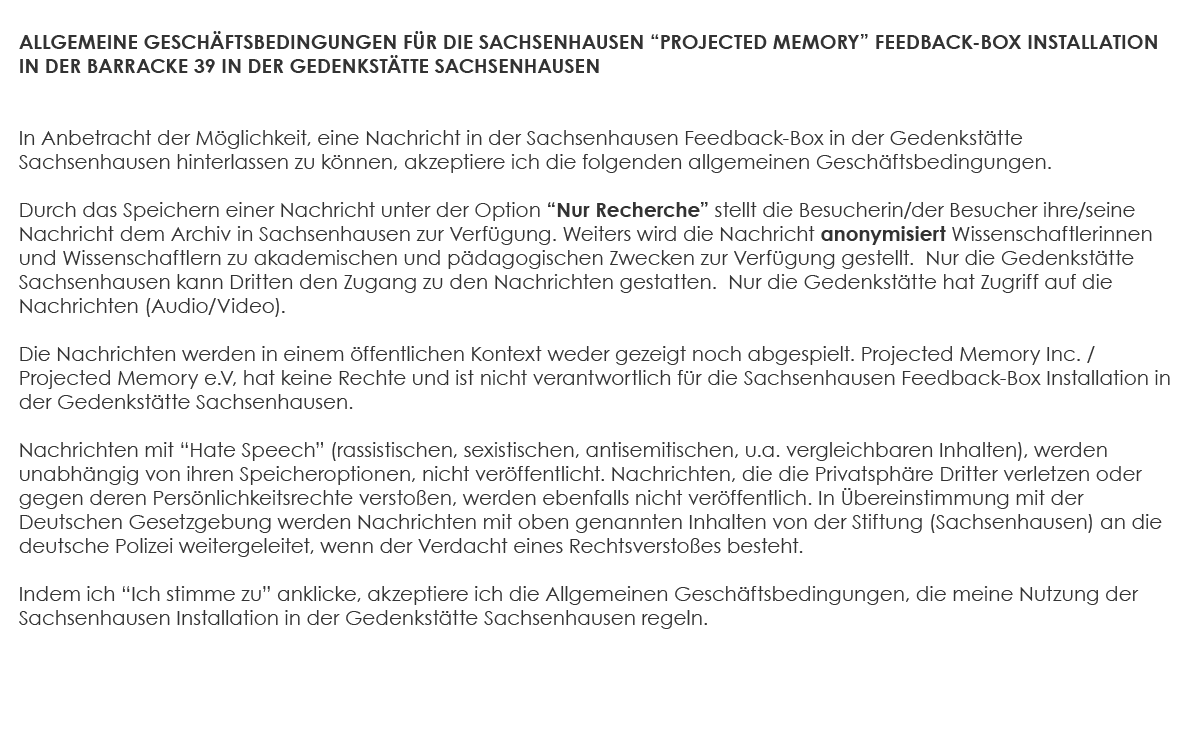 ALLGEMEINE GESCHÄFTSBEDINGUNGEN FÜR DIE SACHSENHAUSEN “PROJECTED MEMORY” FEEDBACK-BOX INSTALLATION
IN DER BARRACKE 39 IN DER GEDENKSTÄTTE SACHSENHAUSEN
In Anbetracht der Möglichkeit, eine Nachricht in der Sachsenhausen Feedback-Box in der Gedenkstätte
Sachsenhausen hinterlassen zu können, akzeptiere ich die folgenden allgemeinen Geschäftsbedingungen.
Durch das Speichern einer Nachricht unter der Option “Nur Recherche” stellt die Besucherin/der Besucher ihre/seine
Nachricht dem Archiv in Sachsenhausen zur Verfügung. Weiters wird die Nachricht anonymisiert Wissenschaftlerinnen
und Wissenschaftlern zu akademischen und pädagogischen Zwecken zur Verfügung gestellt.  Nur die Gedenkstätte
Sachsenhausen kann Dritten den Zugang zu den Nachrichten gestatten.  Nur die Gedenkstätte hat Zugriff auf die
Nachrichten (Audio/Video).
Die Nachrichten werden in einem öffentlichen Kontext weder gezeigt noch abgespielt. Projected Memory Inc. /
Projected Memory e.V, hat keine Rechte und ist nicht verantwortlich für die Sachsenhausen Feedback-Box Installation in
der Gedenkstätte Sachsenhausen.
Nachrichten mit “Hate Speech” (rassistischen, sexistischen, antisemitischen, u.a. vergleichbaren Inhalten), werden
unabhängig von ihren Speicheroptionen, nicht veröffentlicht. Nachrichten, die die Privatsphäre Dritter verletzen oder
gegen deren Persönlichkeitsrechte verstoßen, werden ebenfalls nicht veröffentlich. In Übereinstimmung mit der
Deutschen Gesetzgebung werden Nachrichten mit oben genannten Inhalten von der Stiftung (Sachsenhausen) an die
deutsche Polizei weitergeleitet, wenn der Verdacht eines Rechtsverstoßes besteht.
Indem ich “Ich stimme zu” anklicke, akzeptiere ich die Allgemeinen Geschäftsbedingungen, die meine Nutzung der
Sachsenhausen Installation in der Gedenkstätte Sachsenhausen regeln.